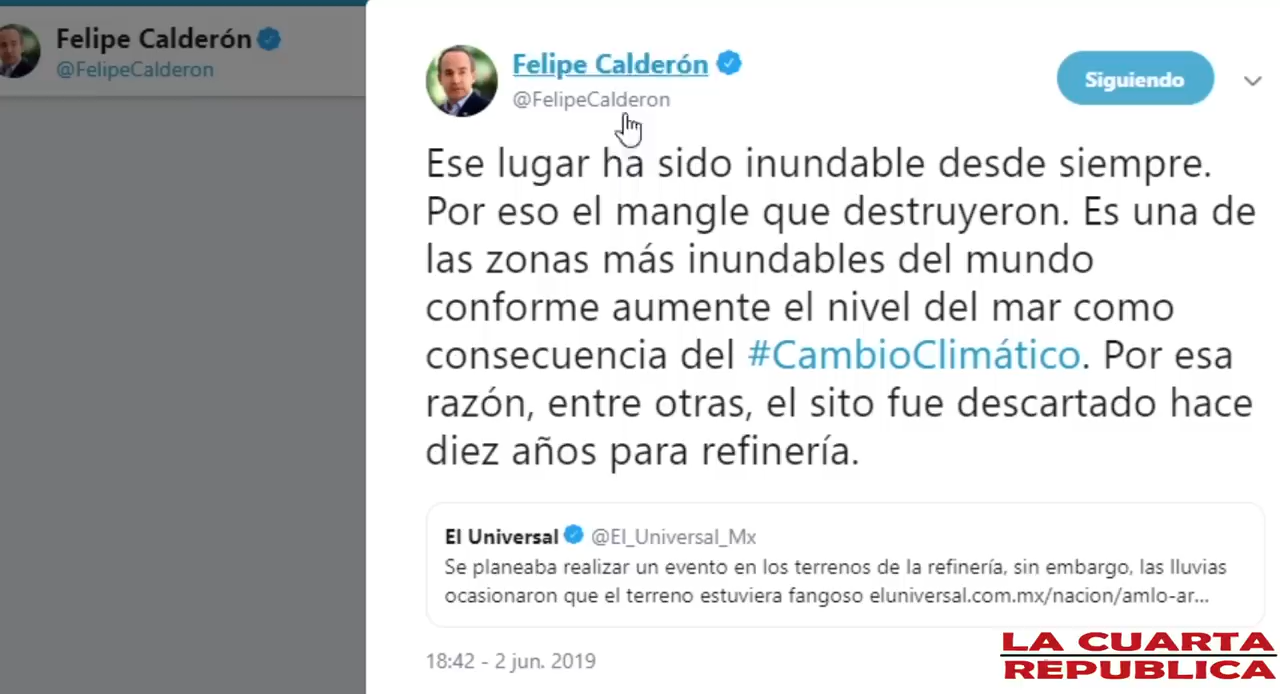 Felipe Calderón
@FelipeCalderon
Felipe Calderón
@FelipeCalderon
Siguiendo
Ese lugar ha sido inundable desde siempre.
Por eso el mangle que destruyeron. Es una de
las zonas más inundables del mundo
conforme aumente el nivel del mar como
consecuencia del #CambioClimático. Por esa
razón, entre otras, el sito fue descartado hace
diez años para refinería.
El Universal @El_Universal_Mx
Se planeaba realizar un evento en los terrenos de la refinería, sin embargo, las lluvias
ocasionaron que el terreno estuviera fangoso eluniversal.com.mx/nacion/amlo-ar...
18:42 - 2 jun. 2019
LA CUARTA
REPUBLICA